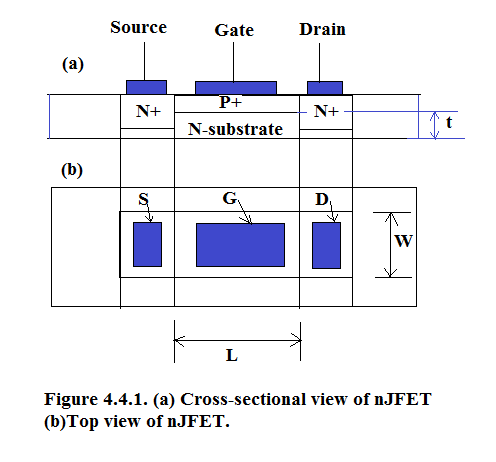 Source Gate Drain
(a)
N+ P+ N+ t
N-substrate
(b)
S G D
W
L
Figure 4.4.1. (a) Cross-sectional view of nJFET
(b)Top view of nJFET.